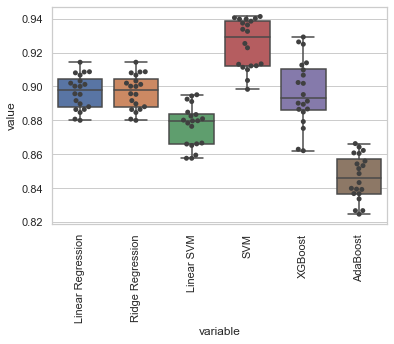 0.94
0.92
0.90
0.88
0.86
0.84
0.82
value
Linear Regression
Ridge Regression
Linear SVM
SVM
XGBoost
AdaBoost
variable